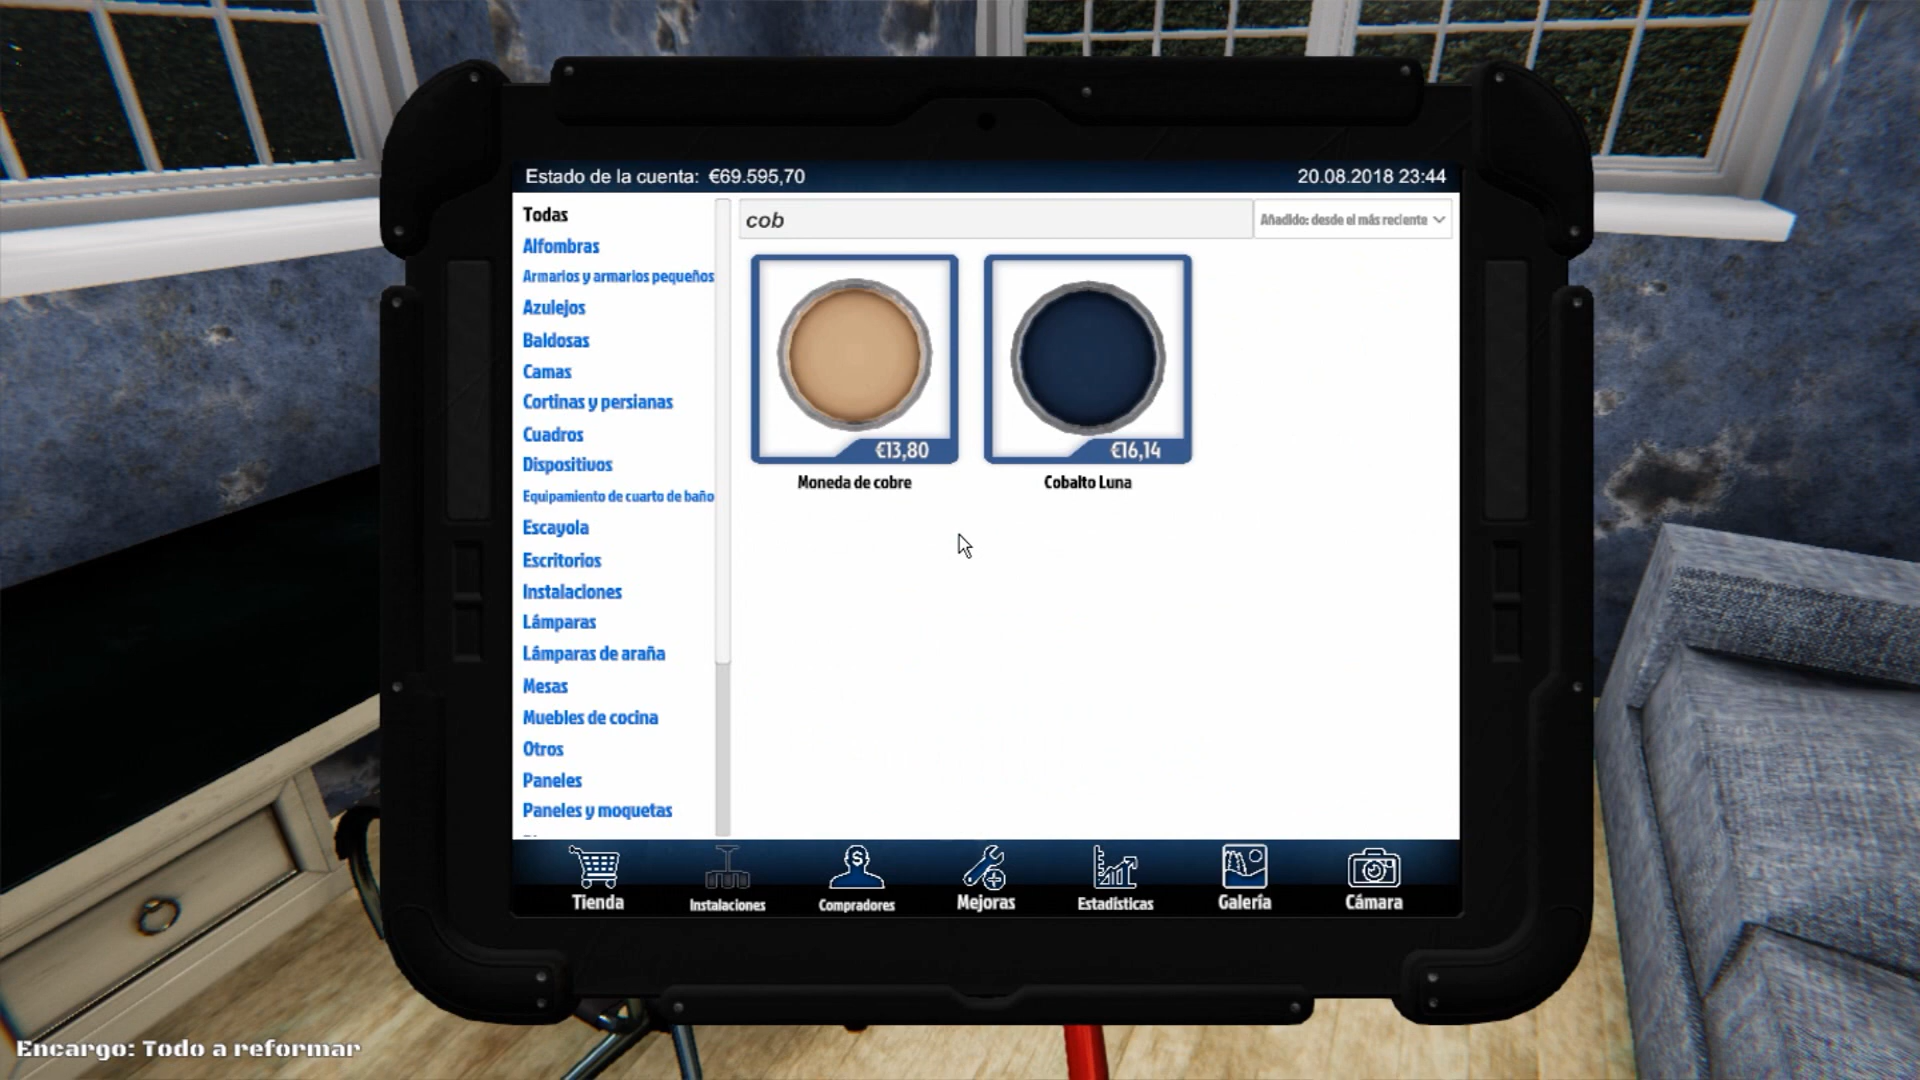 Estado de la cuenta: €69.595,70
20.08.2018 23:44
Todas
Alfombras
Armarios y armarios pequeños
Azulejos
Baldosas
Camas
Cortinas y persianas
Cuadros
Dispositivos
Equipamiento de cuarto de baño
Escayola
Escritorios
Instalaciones
Lámparas
Lámparas de araña
Mesas
Muebles de cocina
Otros
Paneles
Paneles y moquetas
cob
Añadido: desde el más reciente
€13,80
Moneda de cobre
€16,14
Cobalto Luna
Tienda
Instalaciones
Compradores
Mejoras
Estadísticas
Galería
Cámara
Encargo: Todo a reformar